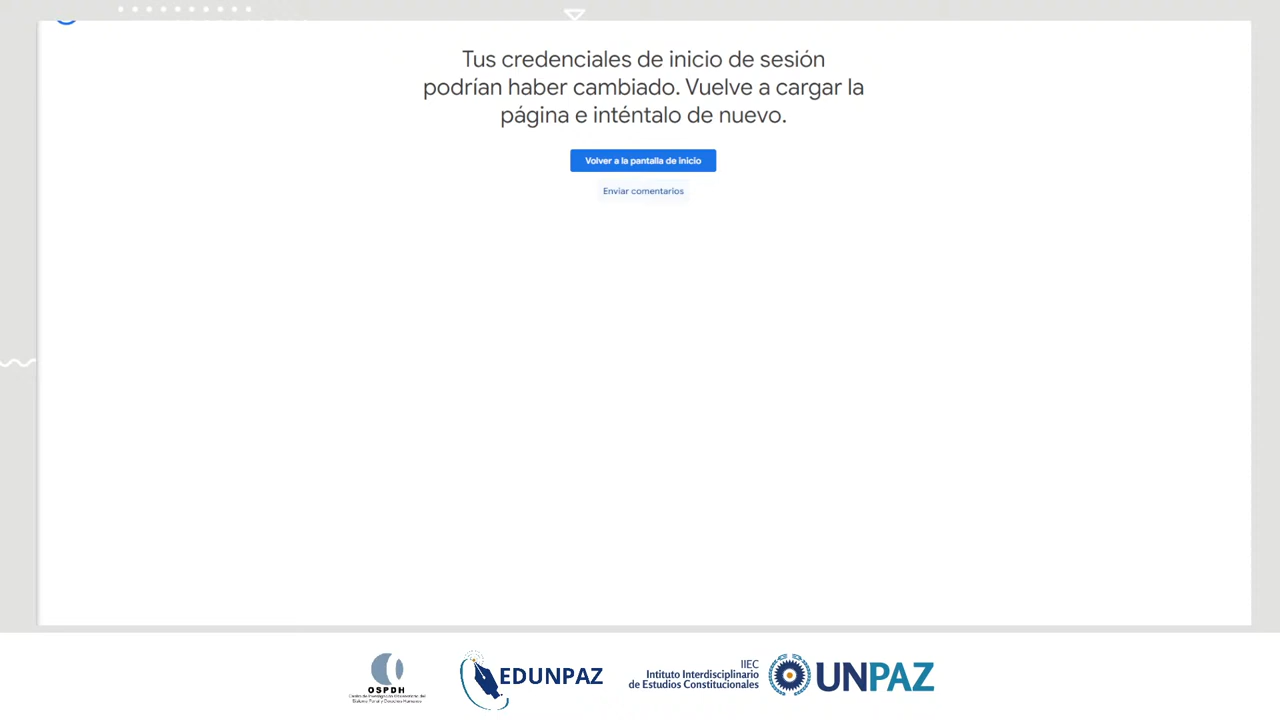 Tus credenciales de inicio de sesión
podrían haber cambiado. Vuelve a cargar la
página e inténtalo de nuevo.
Volver a la pantalla de inicio
Enviar comentarios
OSPDH
EDUNPAZ
IIEC
Intituto Interdisciplinario
de Estudios Constitucionales
UNPAZ